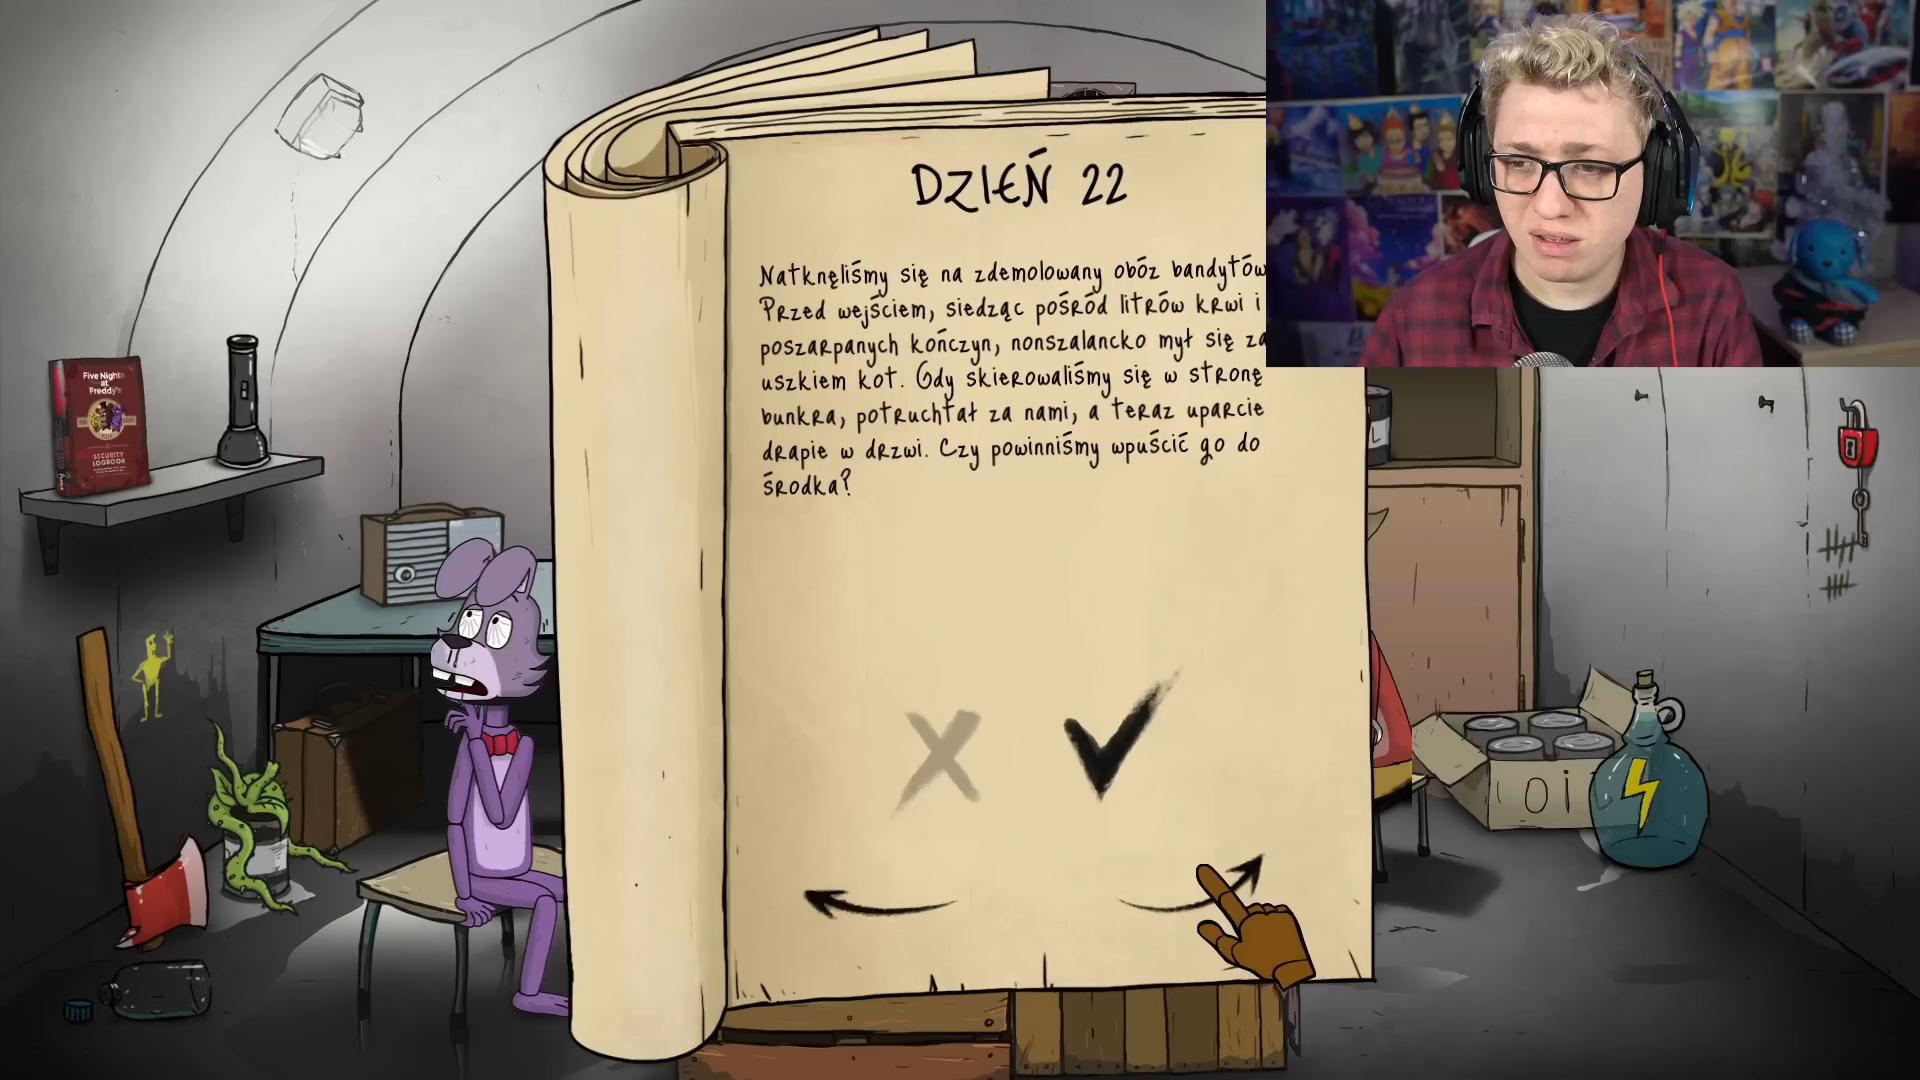 DZIEŃ 22
Natknęliśmy się na zdemolowany obóz bandytów
Przed wejściem, siedząc pośród litrów krwi i
poszarpanych kończyn, nonszalancko mył się za
uszkiem kot. Gdy skierowaliśmy się w stronę
bunkra, potruchtał za nami, a teraz uparcie
drapie w drzwi. Czy powinniśmy wpuścić go do
środka?
Five Nights
at
Freddy's
SECURITY
LOGBOOK
L
oi